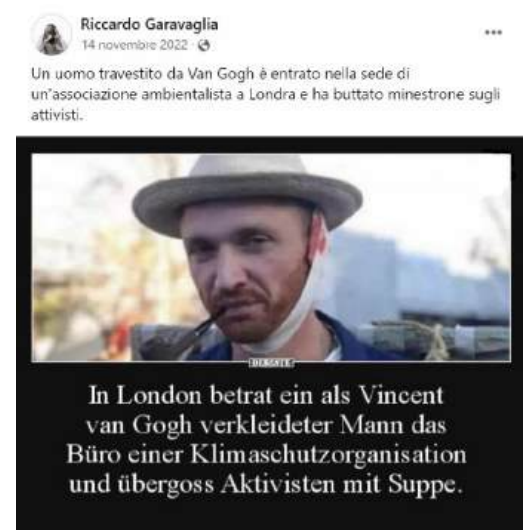 Riccardo Garavaglia
14 novembre 2022
Un uomo travestito da Van Gogh è entrato nella sede di
un'associazione ambientalista a Londra e ha buttato minestrone sugli
attivisti.
In London betrat ein als Vincent
van Gogh verkleideter Mann das
Büro einer Klimaschutzorganisation
und übergoss Aktivisten mit Suppe.